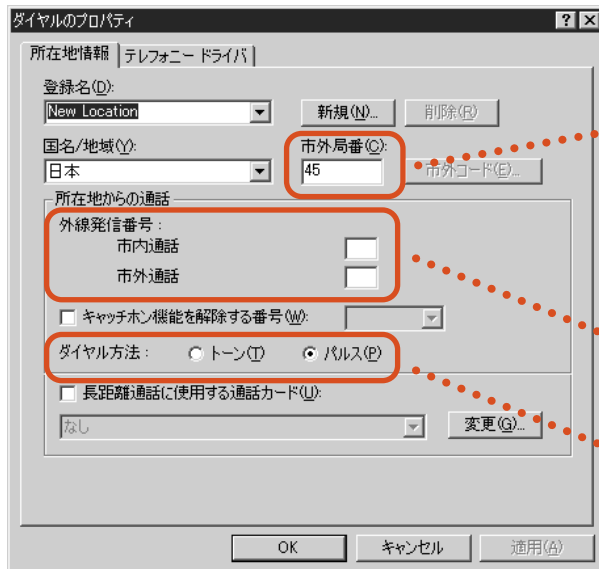 ダイヤルのプロパティ
所在地情報 テレフォニー ドライバ
登録名(D):
New Location 新規(N)... 削除(R)
国名/地域(Y): 市外局番(C):
日本 45 市外コード(E)...
所在地からの通話
外線発信番号:
市内通話
市外通話
キャッチホン機能を解除する番号(W):
ダイヤル方法: トーン(T) パルス(P)
長距離通話に使用する通話カード(U):
なし 変更(G)...
OK キャンセル 適用(A)